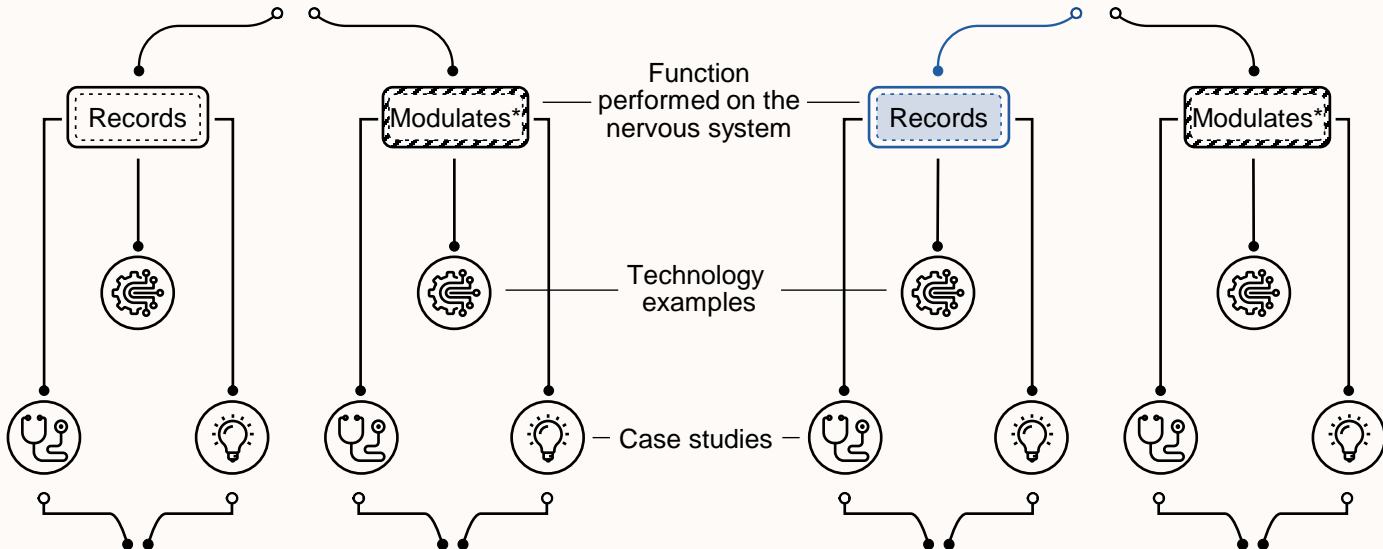 Records
Modulates*
Function
performed on the
nervous system
Records
Modulates*
Technology
examples
Case studies